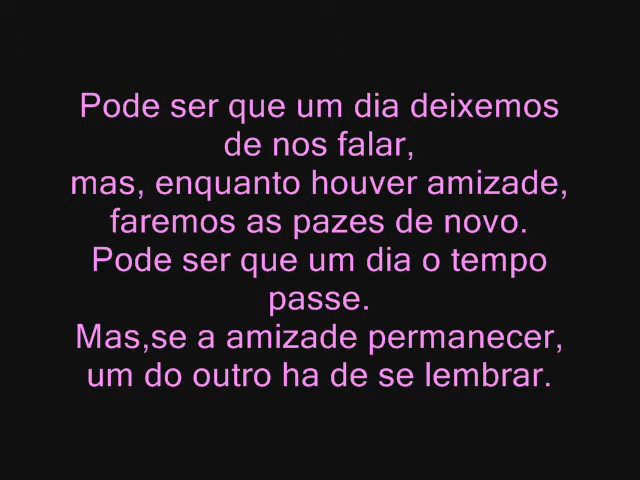 Pode ser que um dia deixemos
de nos falar,
mas, enquanto houver amizade,
faremos as pazes de novo.
Pode ser que um dia o tempo
passe.
Mas,se a amizade permanecer,
um do outro ha de se lembrar.